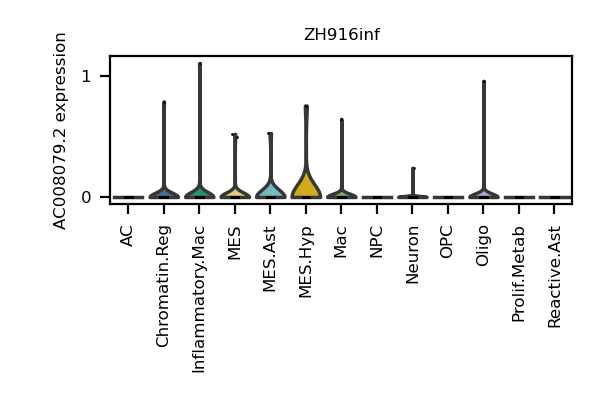 ZH916inf
AC008079.2 expression
1
0
AC
Chromatin.Reg
Inflammatory.Mac
MES
MES.Ast
MES.Hyp
Mac
NPC
Neuron
OPC
Oligo
Prolif.Metab
Reactive.Ast